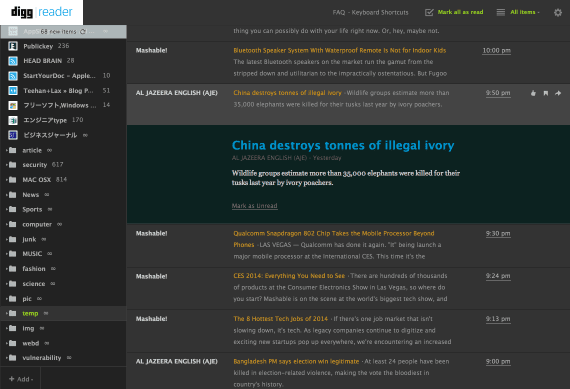 digg reader
FAQ - Keyboard Shortcuts
Mark all as read
All items -
68 new items
Publickey 236
HEAD BRAIN 28
StartYourDoc – Apple... 10
Teehan+Lax » Blog P... 51
フリーソフト,Windows ... 14
エンジニアtype 170
ビジネスジャーナル ∞
article ∞
security 617
MAC OSX 814
News ∞
Sports ∞
computer ∞
junk ∞
MUSIC ∞
fashion ∞
science ∞
pic ∞
temp ∞
img ∞
webd ∞
vulnerability ∞
+ Add -
thing you can possibly do with your life right now. Or, hey, maybe not.
Mashable!
Bluetooth Speaker System With Waterproof Remote Is Not for Indoor Kids
10:00 pm
The latest Bluetooth speakers on the market run the gamut from the
stripped down and utilitarian to the impractically ostentatious. But Fugoo
AL JAZEERA ENGLISH (AJE)
China destroys tonnes of illegal ivory - Wildlife groups estimate more than
9:50 pm
35,000 elephants were killed for their tusks last year by ivory poachers.
China destroys tonnes of illegal ivory
AL JAZEERA ENGLISH (AJE) - Yesterday
Wildlife groups estimate more than 35,000 elephants were killed for their
tusks last year by ivory poachers.
Mark as Unread
Mashable!
Qualcomm Snapdragon 802 Chip Takes the Mobile Processor Beyond
9:30 pm
Phones - LAS VEGAS — Qualcomm has done it again. "It" being launch a
major mobile processor at the International CES. This time it's the
Mashable!
CES 2014: Everything You Need to See - There are hundreds of thousands
9:24 pm
of products at the Consumer Electronics Show in Las Vegas, so where do
you start? Mashable is on the scene at the world's biggest tech show, and
Mashable!
The 8 Hottest Tech Jobs of 2014 - If there's one job market that isn't
9:13 pm
slowing down, it's tech. As legacy companies continue to digitize and
exciting new startups pop up everywhere, we're encountering an increased
AL JAZEERA ENGLISH (AJE)
Bangladesh PM says election win legitimate - At least 24 people have been
9:00 pm
killed in election-related violence, making the vote the bloodiest in
country's history.